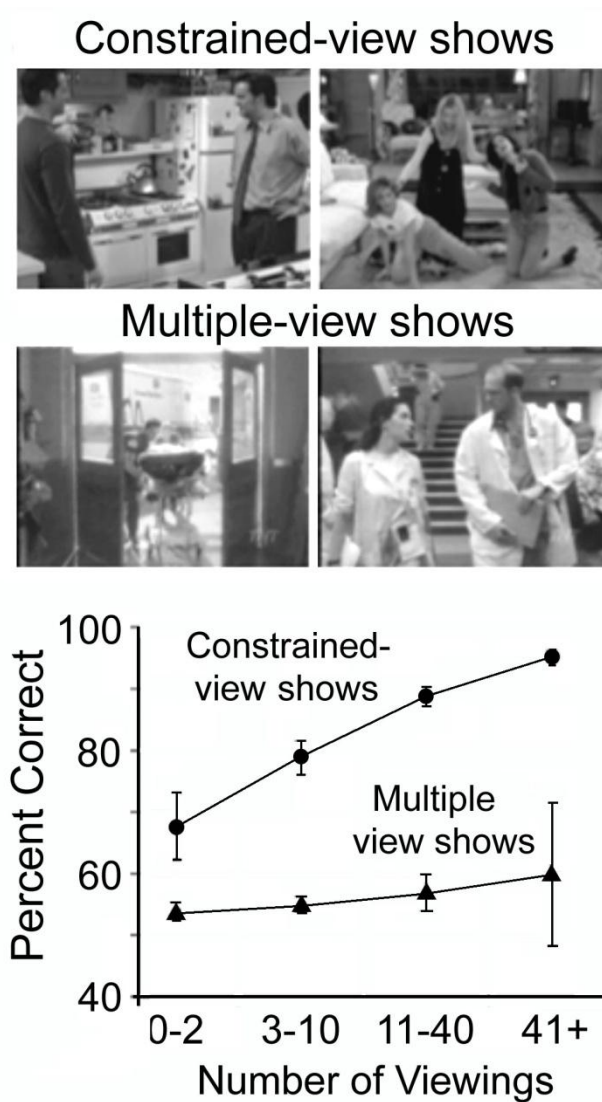 Constrained-view shows
Multiple-view shows
100
80
60
40
Percent Correct
Constrained-
view shows
Multiple
view shows
0-2 3-10 11-40 41+
Number of Viewings